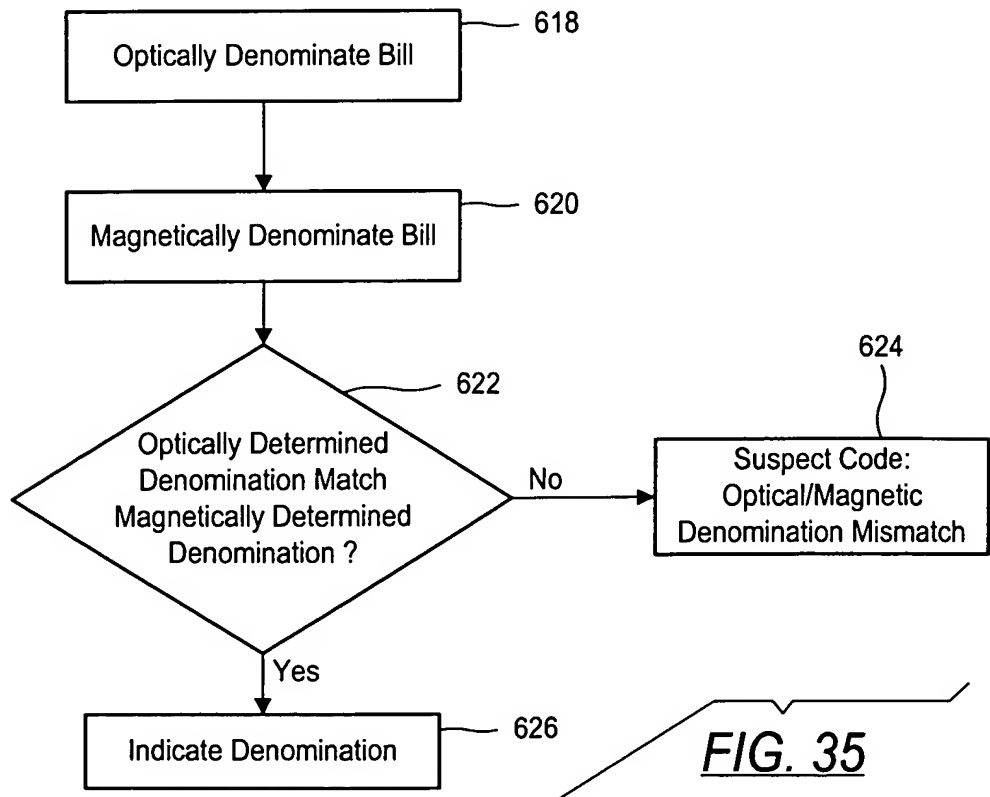 Optically Denominate Bill
618
Magnetically Denominate Bill
620
Optically Determined
Denomination Match
Magnetically Determined
Denomination ?
622
No
624
Suspect Code:
Optical/Magnetic
Denomination Mismatch
Yes
Indicate Denomination
626
FIG. 35